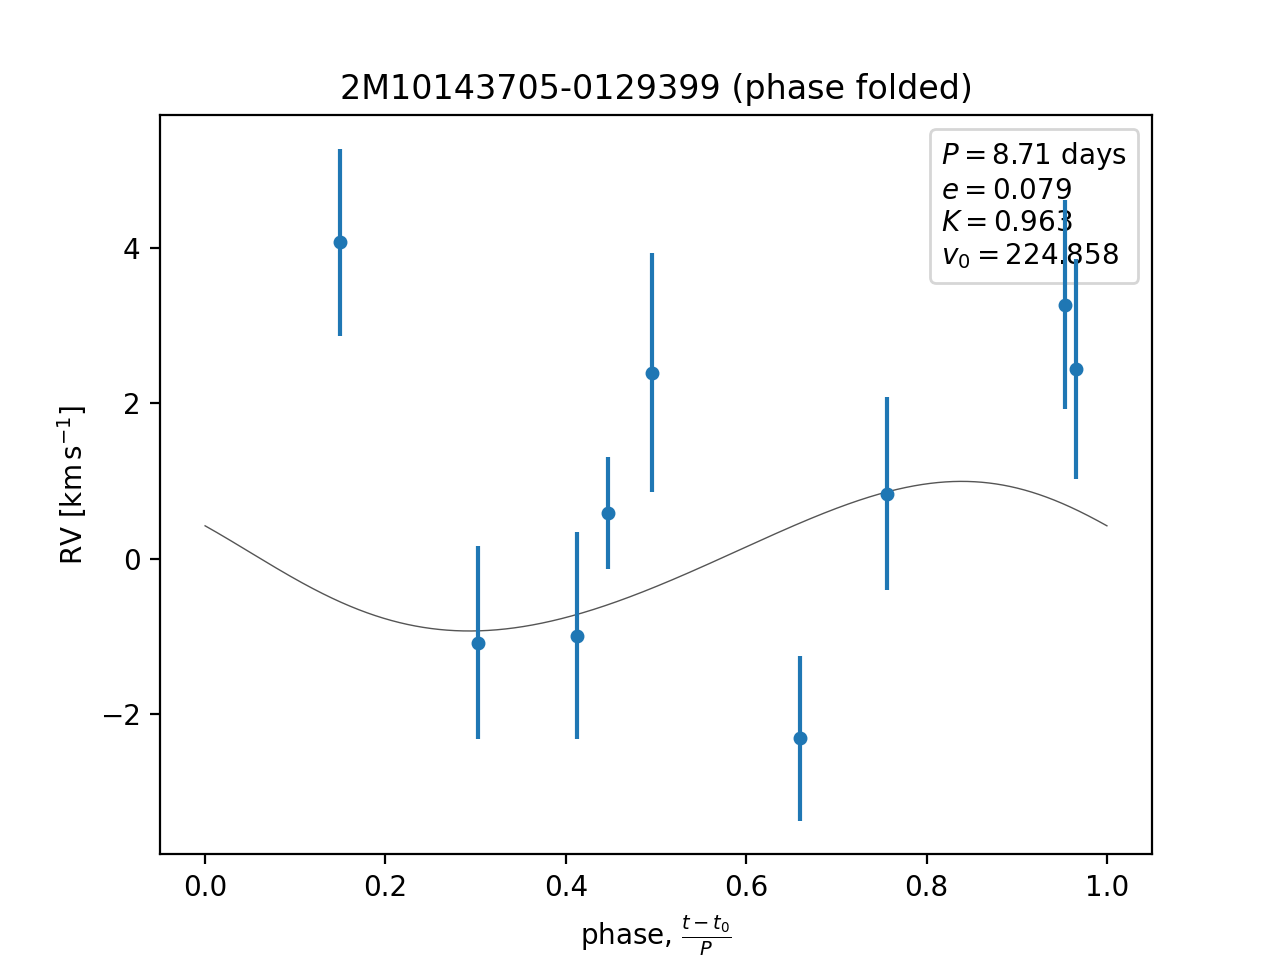 2M10143705-0129399 (phase folded)
P = 8.71 days
e = 0.079
K = 0.963
v₀ = 224.858
RV [km s⁻¹]
4
2
0
−2
0.0 0.2 0.4 0.6 0.8 1.0
phase, (t − t₀)/P